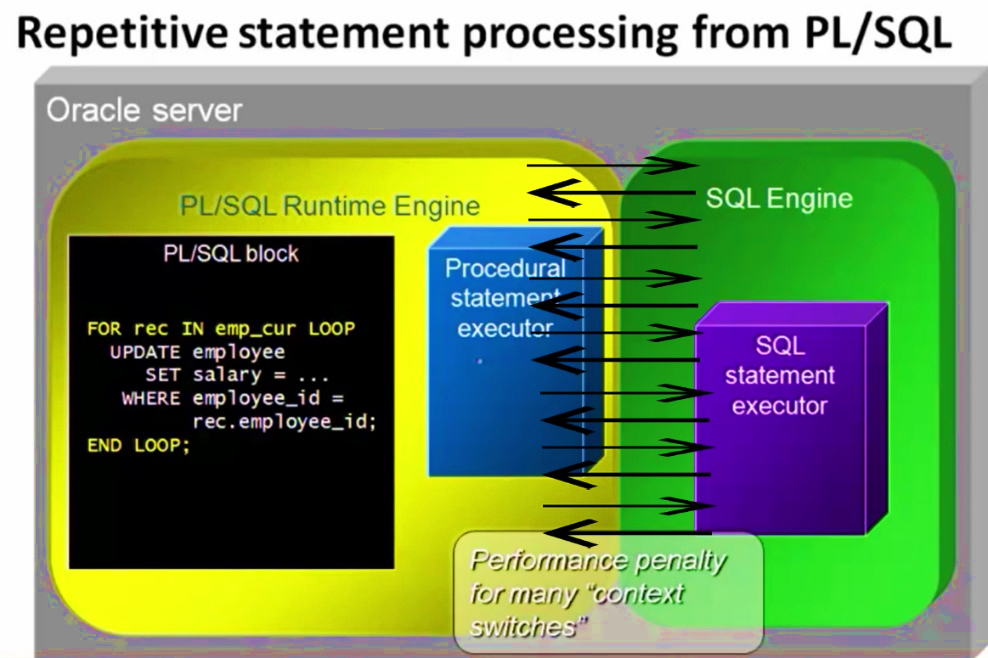 Repetitive statement processing from PL/SQL
Oracle server
PL/SQL Runtime Engine
SQL Engine
PL/SQL block
FOR rec IN emp_cur LOOP
UPDATE employee
SET salary = ...
WHERE employee_id =
rec.employee_id;
END LOOP;
Procedural
statement
executor
SQL
statement
executor
Performance penalty
for many "context
switches"